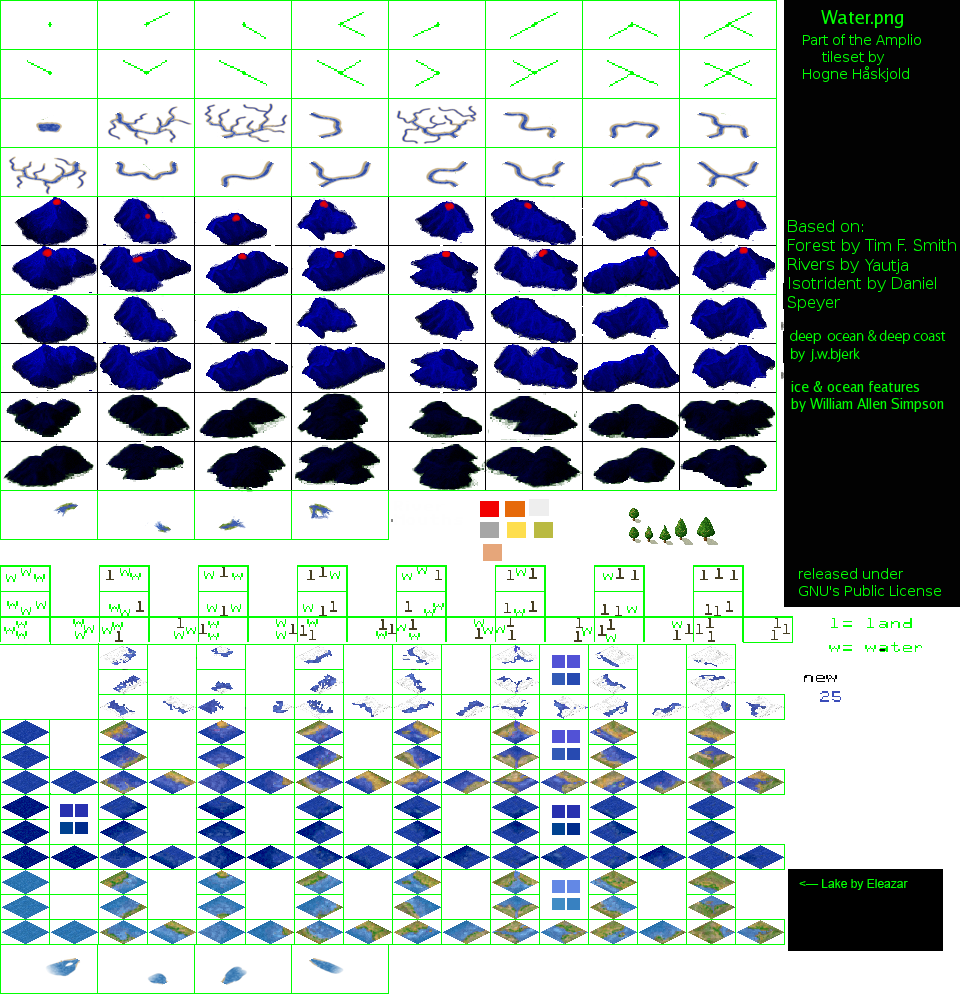 Water.png
Part of the Amplio
tileset by
Hogne Håskjold
Based on:
Forest by Tim F. Smith
Rivers by Yautja
Isotrident by Daniel
Speyer
deep ocean & deep coast
by j.w.bjerk
ice & ocean features
by William Allen Simpson
released under
GNU's Public License
l= land
w= water
new
25
<— Lake by Eleazar